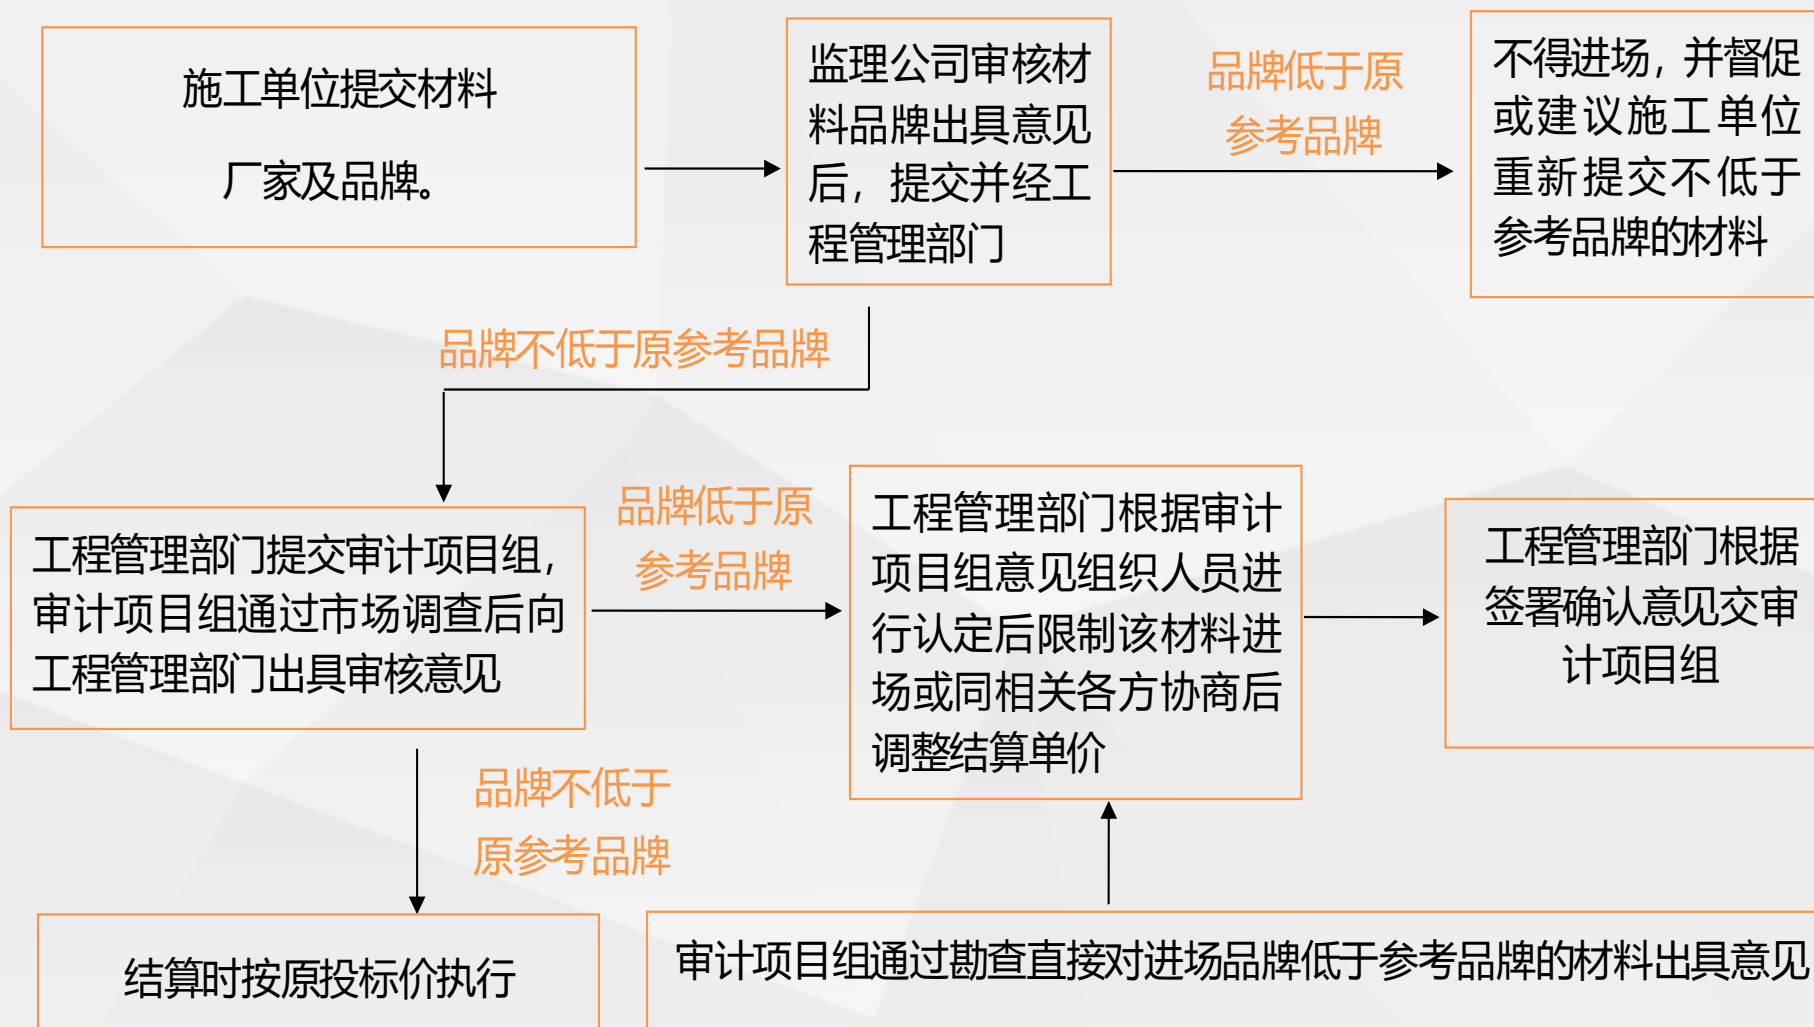 施工单位提交材料
厂家及品牌。
监理公司审核材
料品牌出具意见
后，提交并经工
程管理部门
品牌低于原
参考品牌
不得进场，并督促
或建议施工单位
重新提交不低于
参考品牌的材料
品牌不低于原参考品牌
工程管理部门提交审计项目组，
审计项目组通过市场调查后向
工程管理部门出具审核意见
品牌低于原
参考品牌
工程管理部门根据审计
项目组意见组织人员进
行认定后限制该材料进
场或同相关各方协商后
调整结算单价
工程管理部门根据
签署确认意见交审
计项目组
品牌不低于
原参考品牌
结算时按原投标价执行
审计项目组通过勘查直接对进场品牌低于参考品牌的材料出具意见